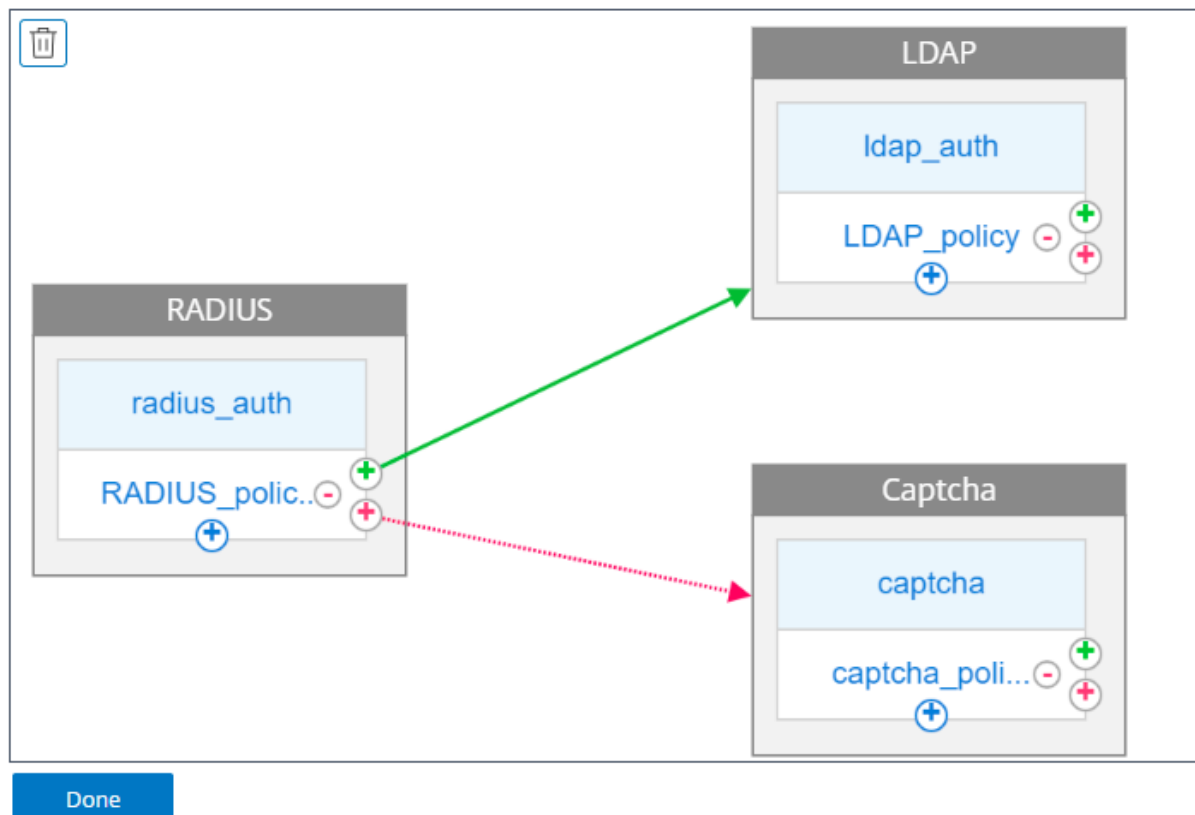 LDAP
ldap_auth
LDAP_policy
RADIUS
radius_auth
RADIUS_polic..
Captcha
captcha
captcha_poli...
Done